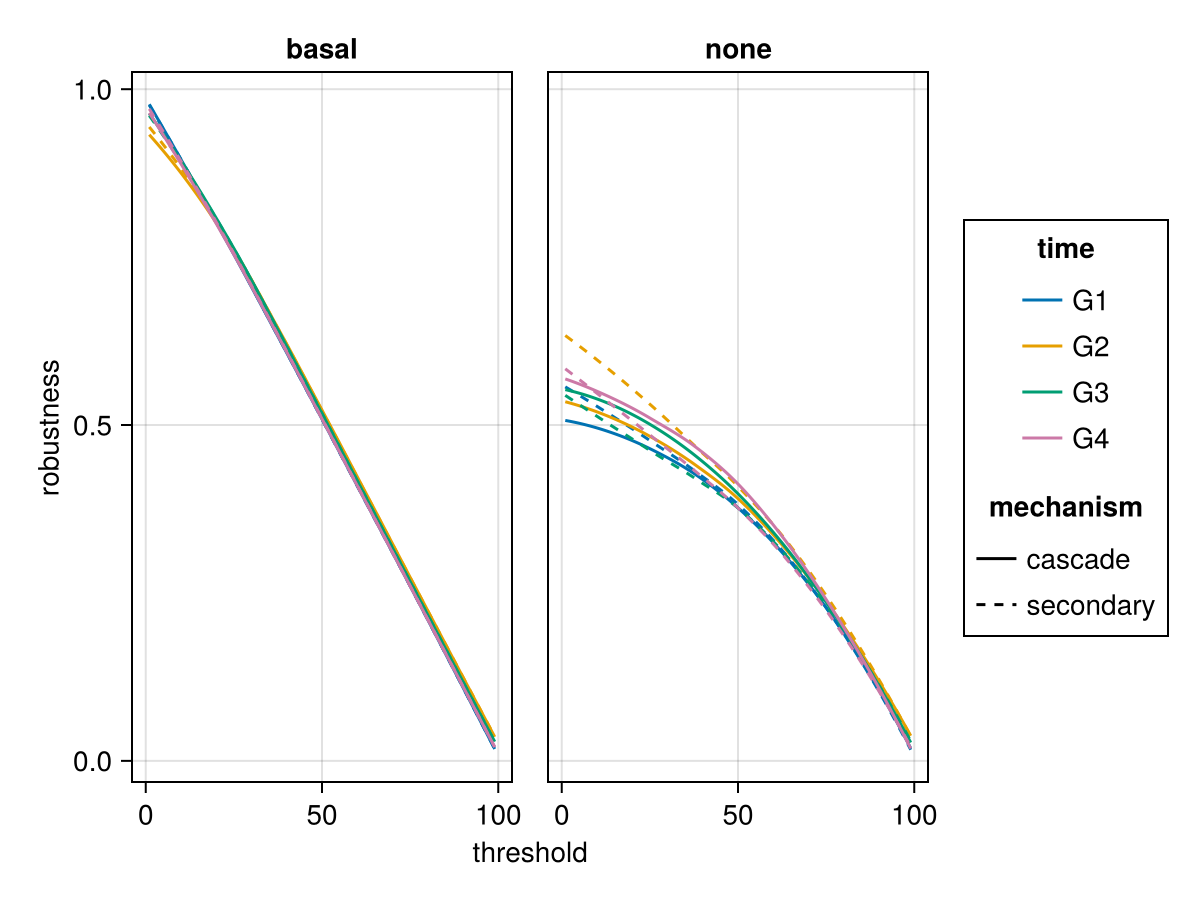 basal
none
robustness
1.0
0.5
0.0
0
50
100
0
50
100
threshold
time
G1
G2
G3
G4
mechanism
cascade
secondary